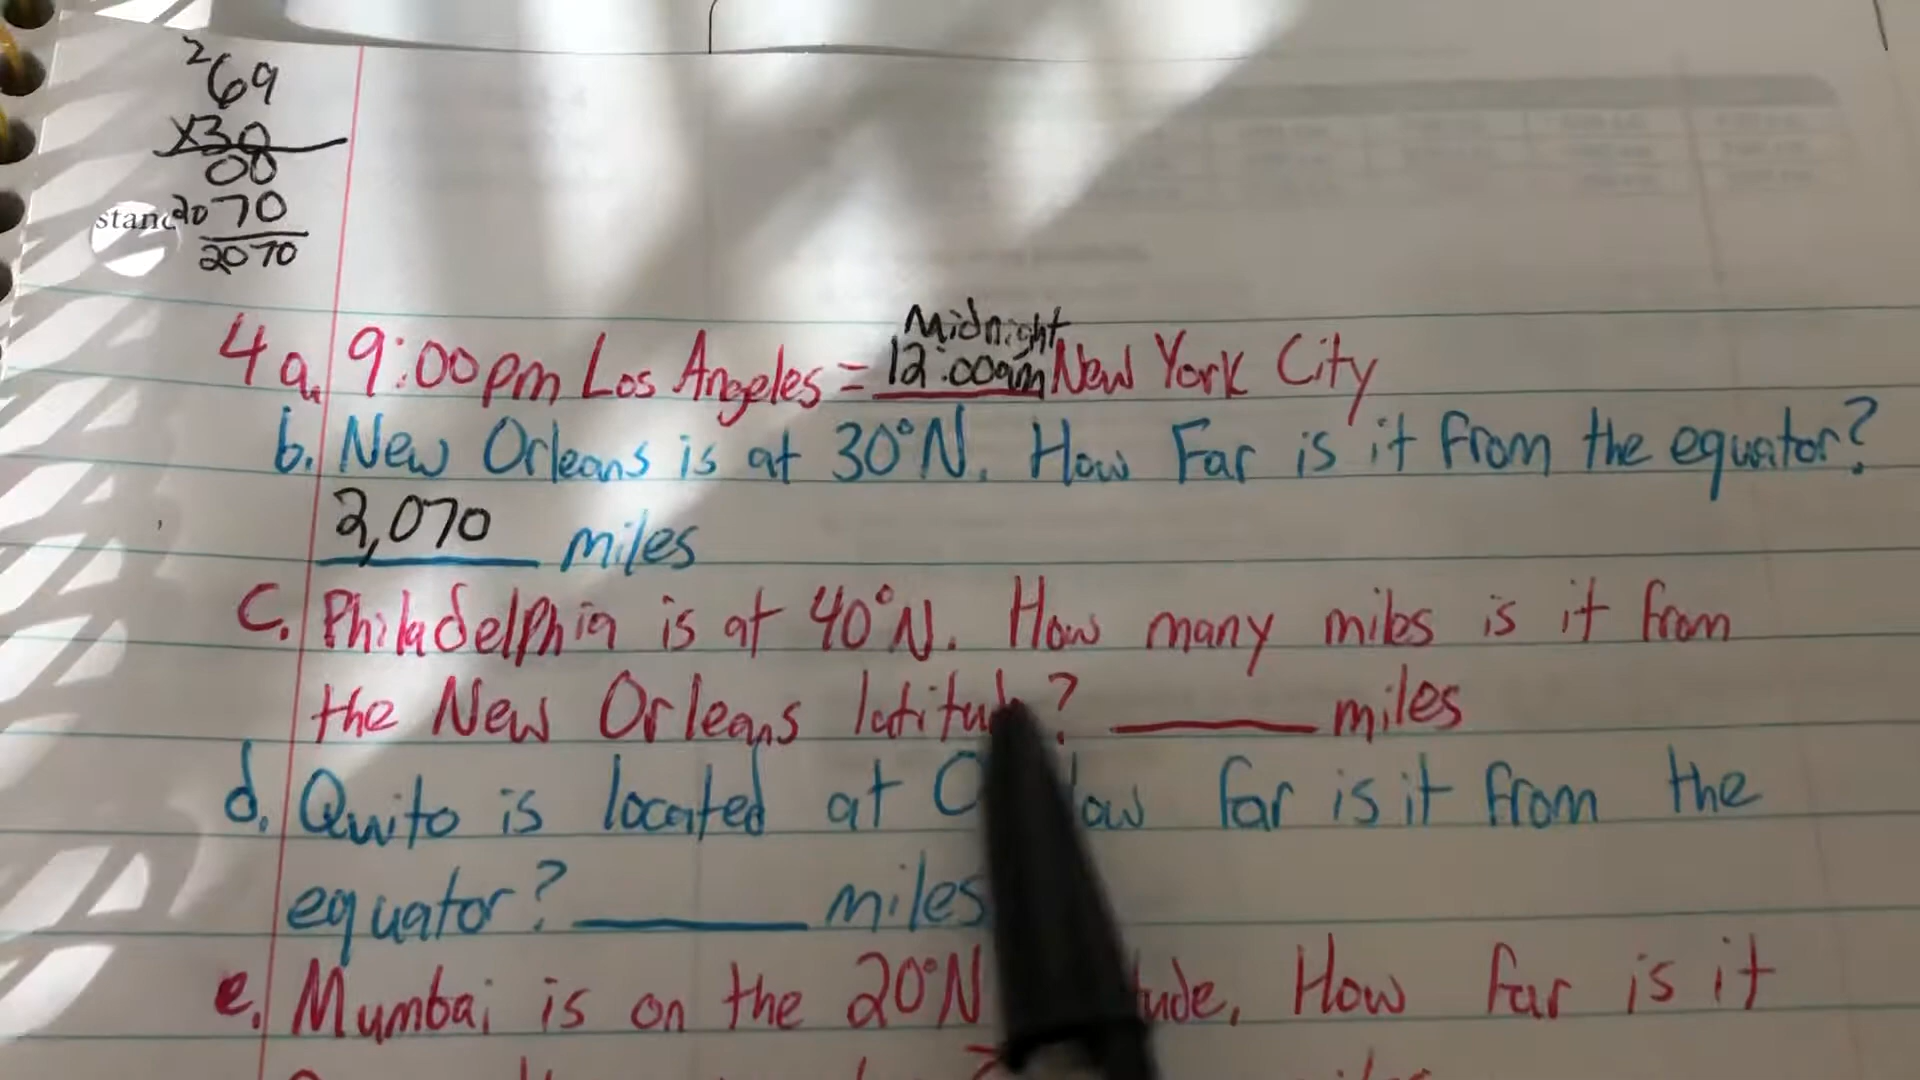 2
69
x30
00
stand
2070
2070
Midnight
4a. 9:00pm Los Angeles = 12:00am New York City
b. New Orleans is at 30°N. How Far is it from the equator?
2,070 miles
C. Philadelphia is at 40°N. How many miles is it from
the New Orleans latitude? miles
d. Quito is located at far is it from the
equator? miles
e. Mumbai is on the 20°N How far is it